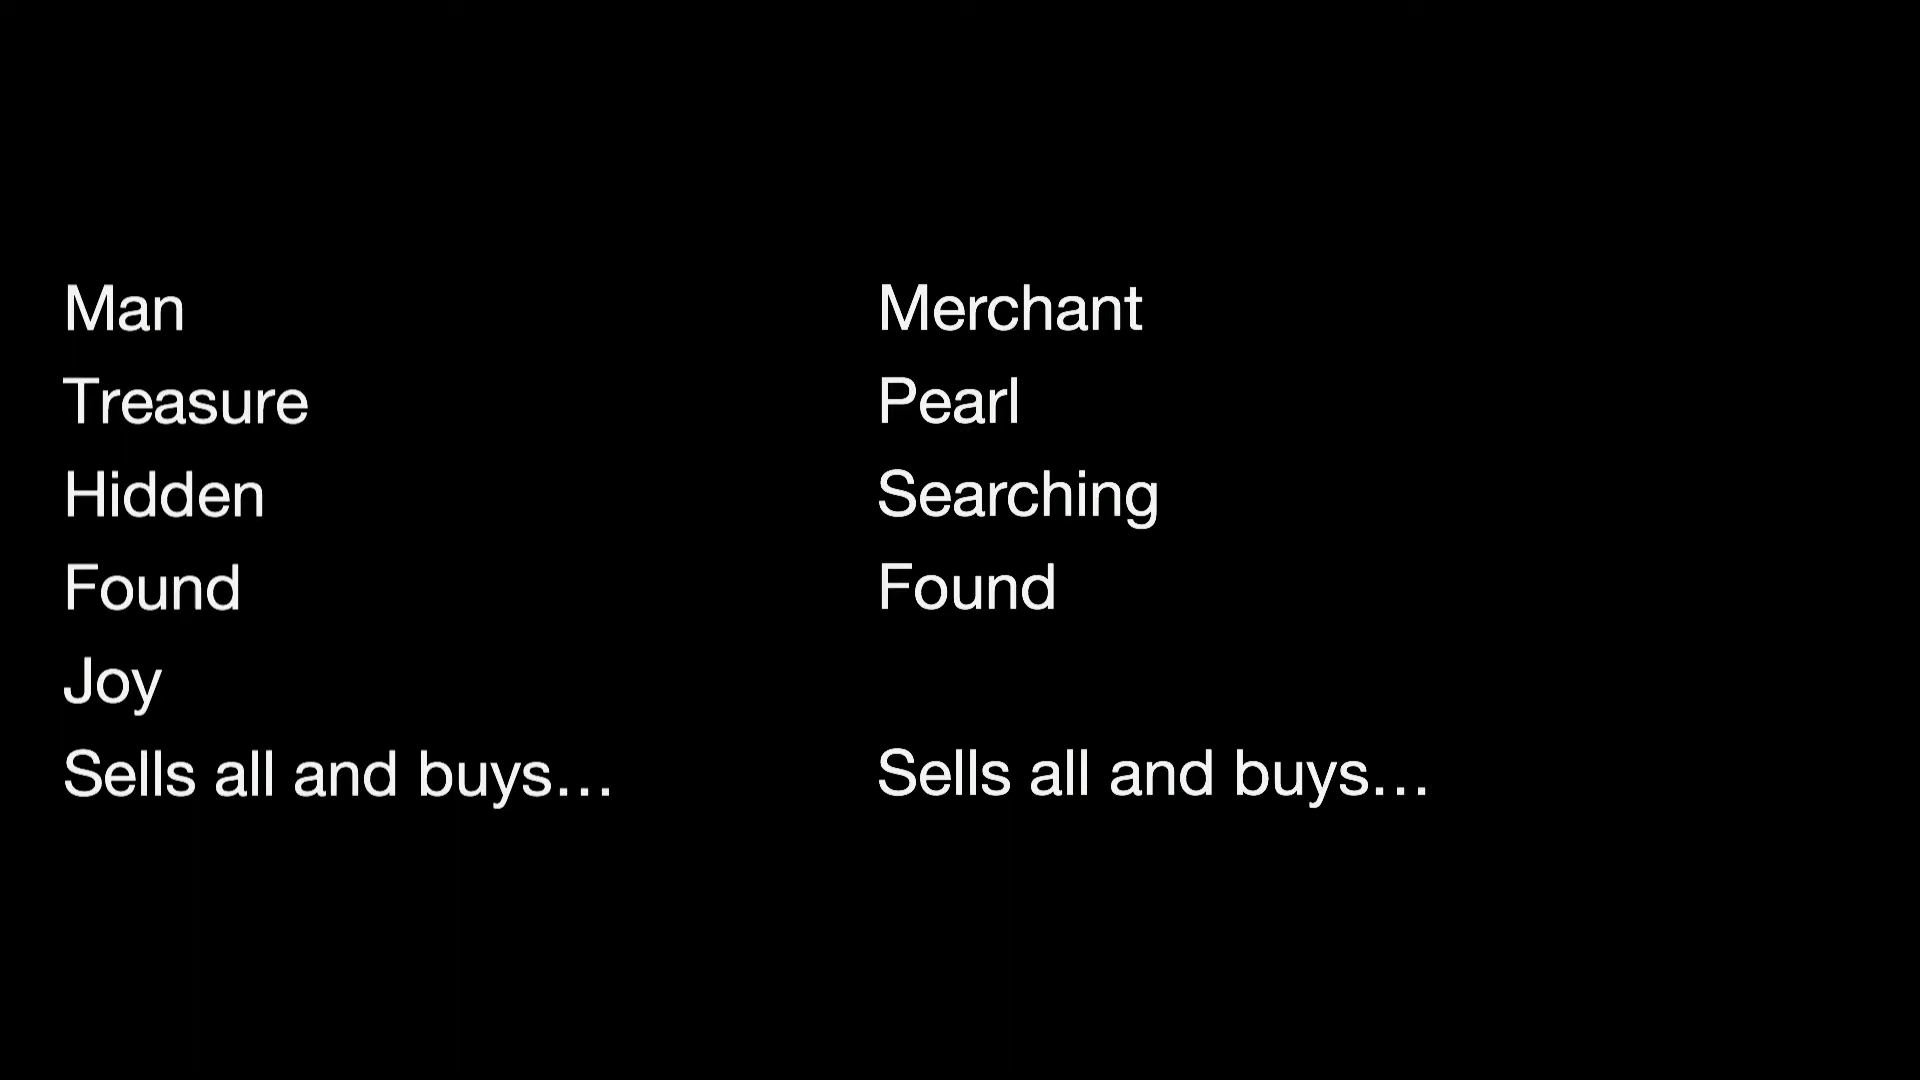 Man
Treasure
Hidden
Found
Joy
Sells all and buys…
Merchant
Pearl
Searching
Found
Sells all and buys…